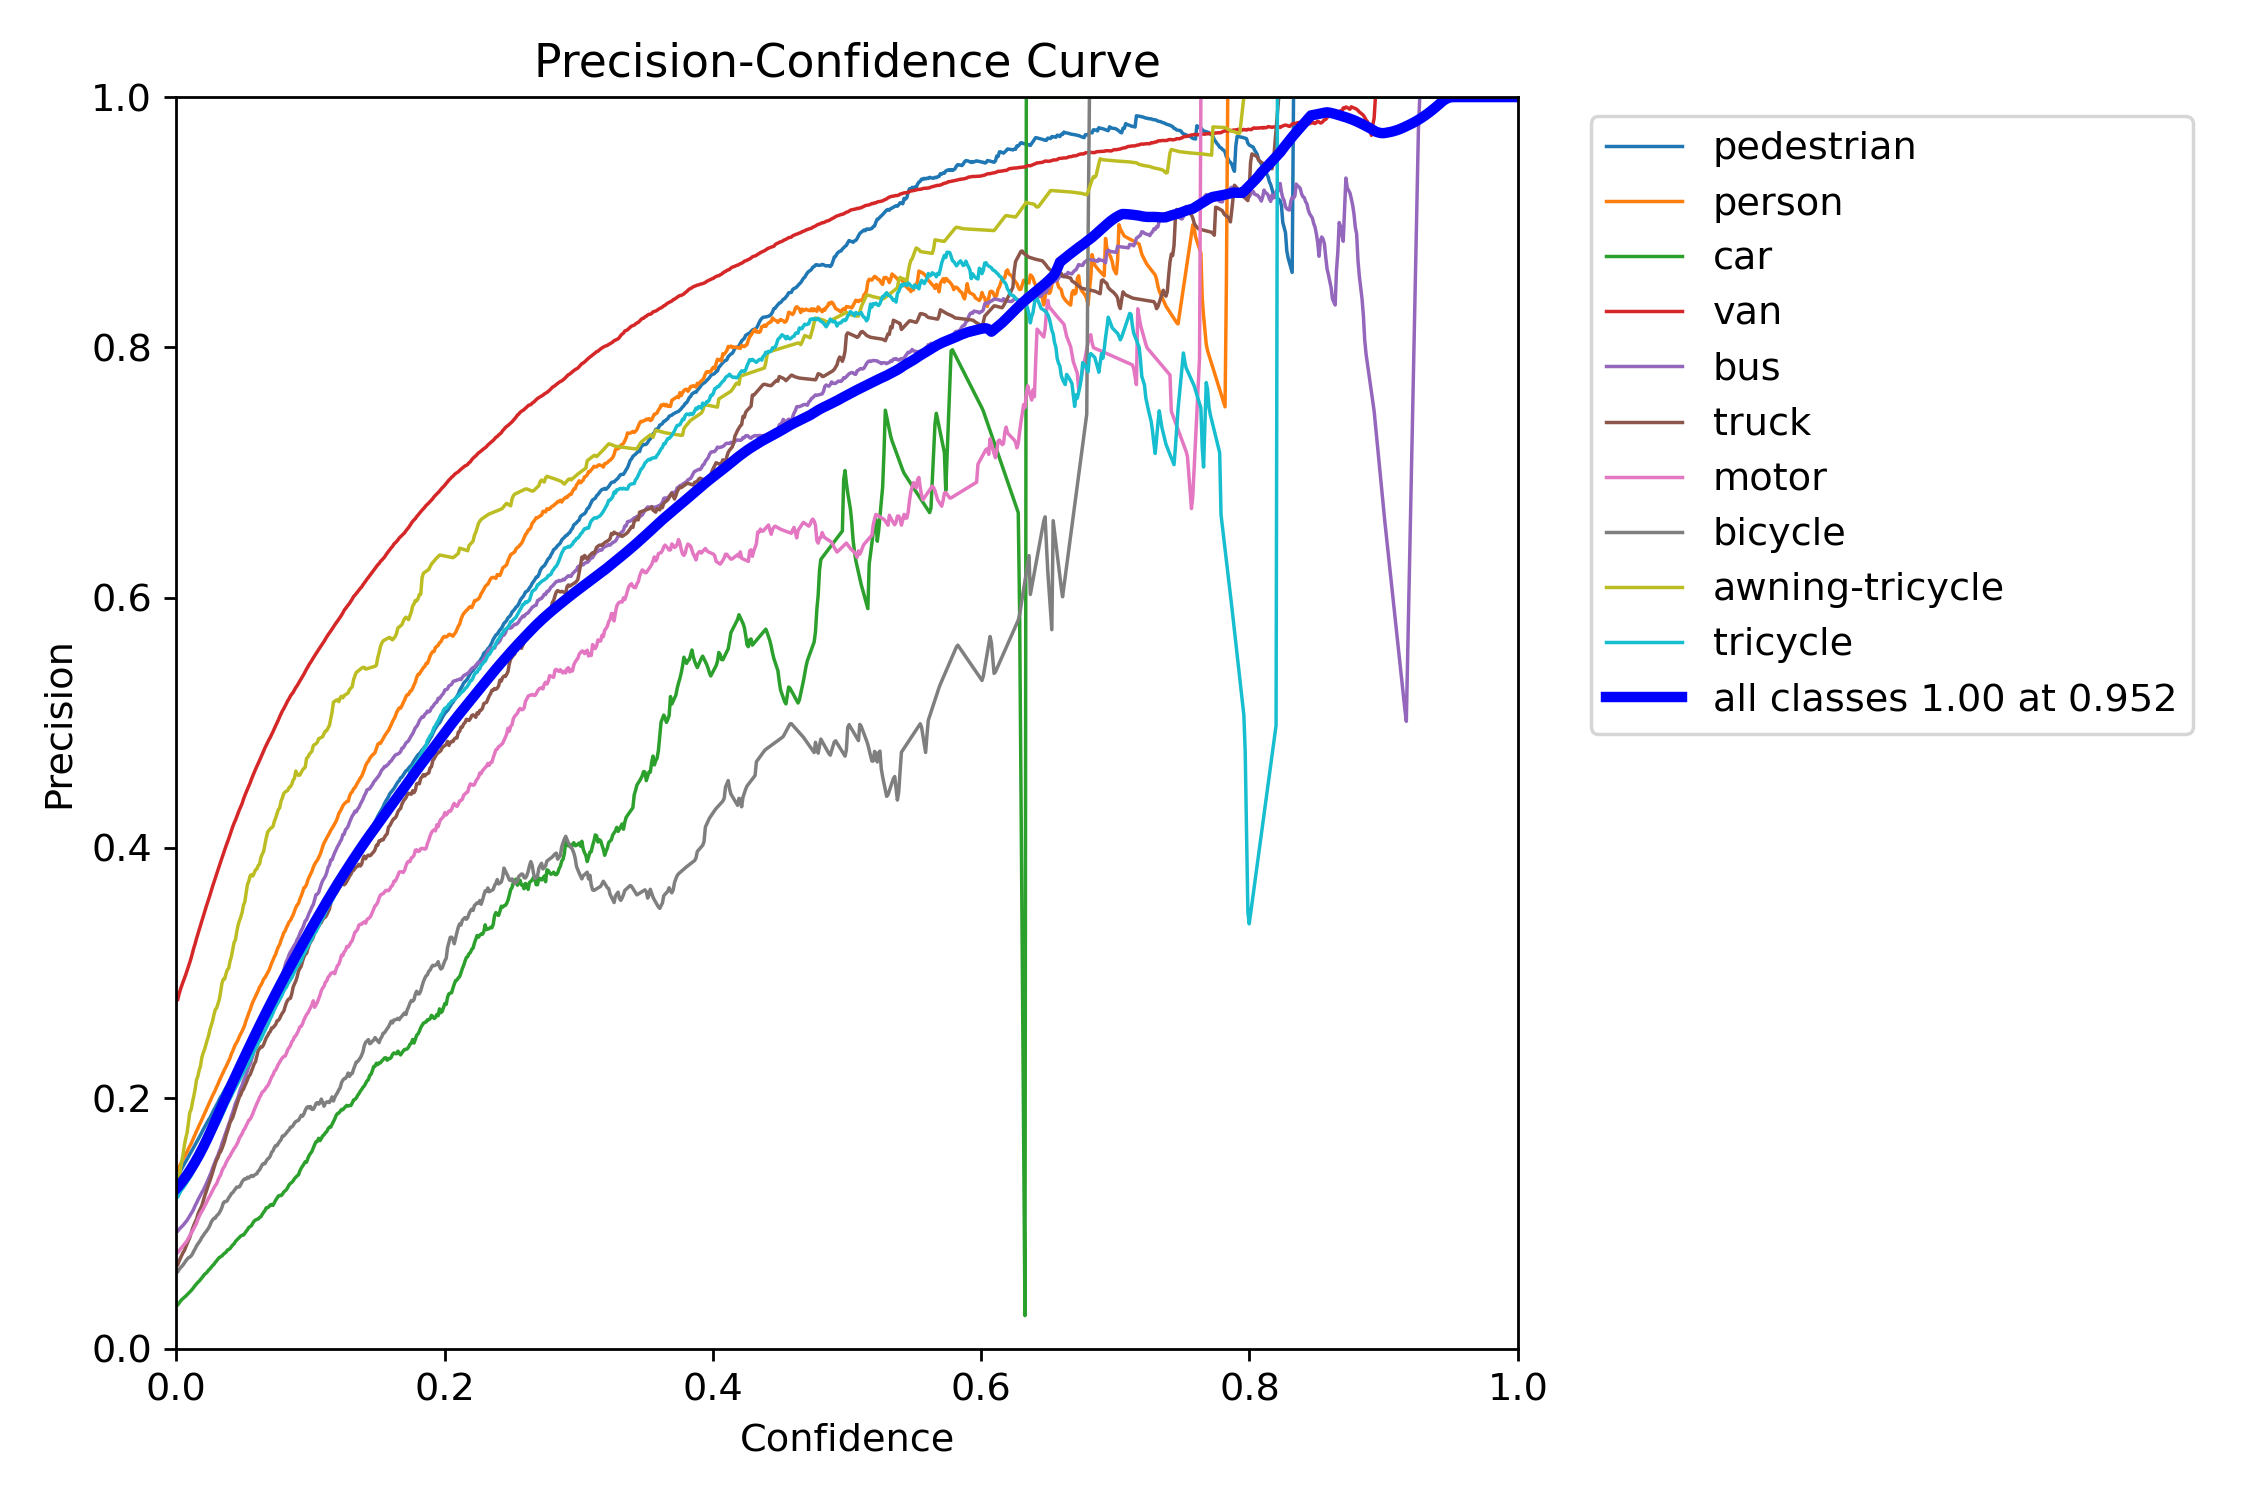 Precision-Confidence Curve
1.0
0.8
0.6
0.4
0.2
0.0
Precision
0.0 0.2 0.4 0.6 0.8 1.0
Confidence
pedestrian
person
car
van
bus
truck
motor
bicycle
awning-tricycle
tricycle
all classes 1.00 at 0.952